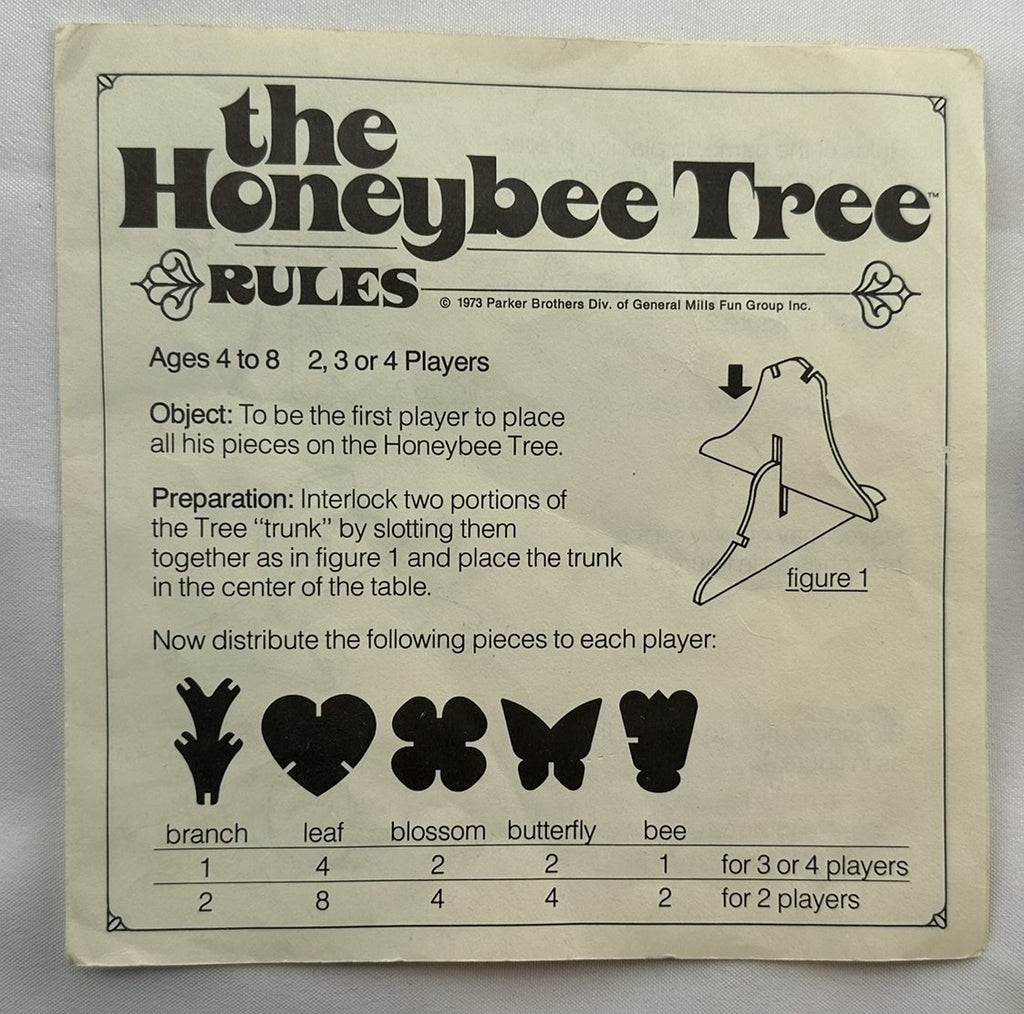 the
Honeybee Tree™
RULES
© 1973 Parker Brothers Div. of General Mills Fun Group Inc.
Ages 4 to 8 2, 3 or 4 Players
Object: To be the first player to place
all his pieces on the Honeybee Tree.
Preparation: Interlock two portions of
the Tree “trunk” by slotting them
together as in figure 1 and place the trunk
in the center of the table.
figure 1
Now distribute the following pieces to each player:
branch leaf blossom butterfly bee
1 4 2 2 1 for 3 or 4 players
2 8 4 4 2 for 2 players